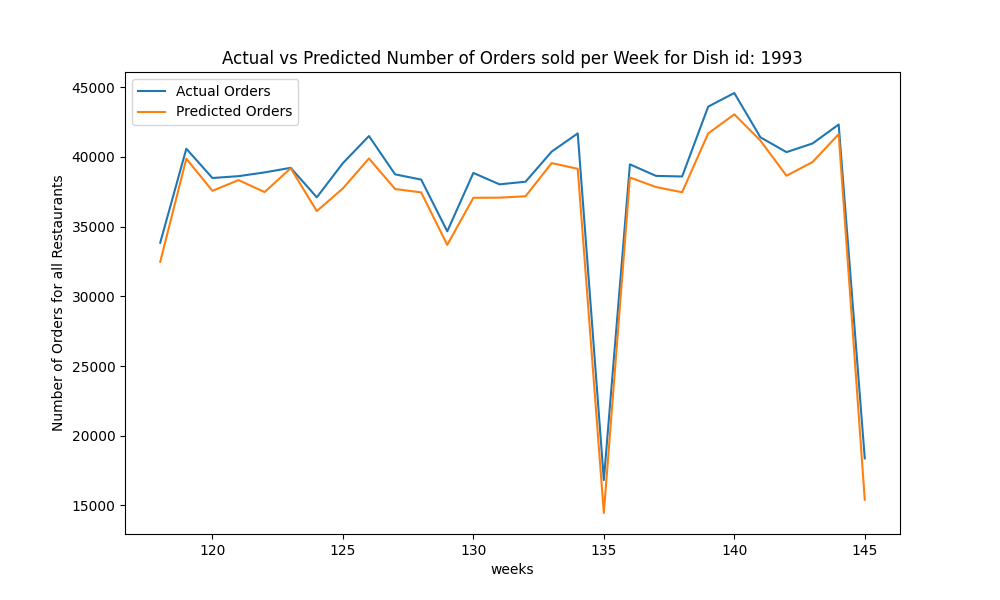 Actual vs Predicted Number of Orders sold per Week for Dish id: 1993
Actual Orders
Predicted Orders
Number of Orders for all Restaurants
45000
40000
35000
30000
25000
20000
15000
120 125 130 135 140 145
weeks